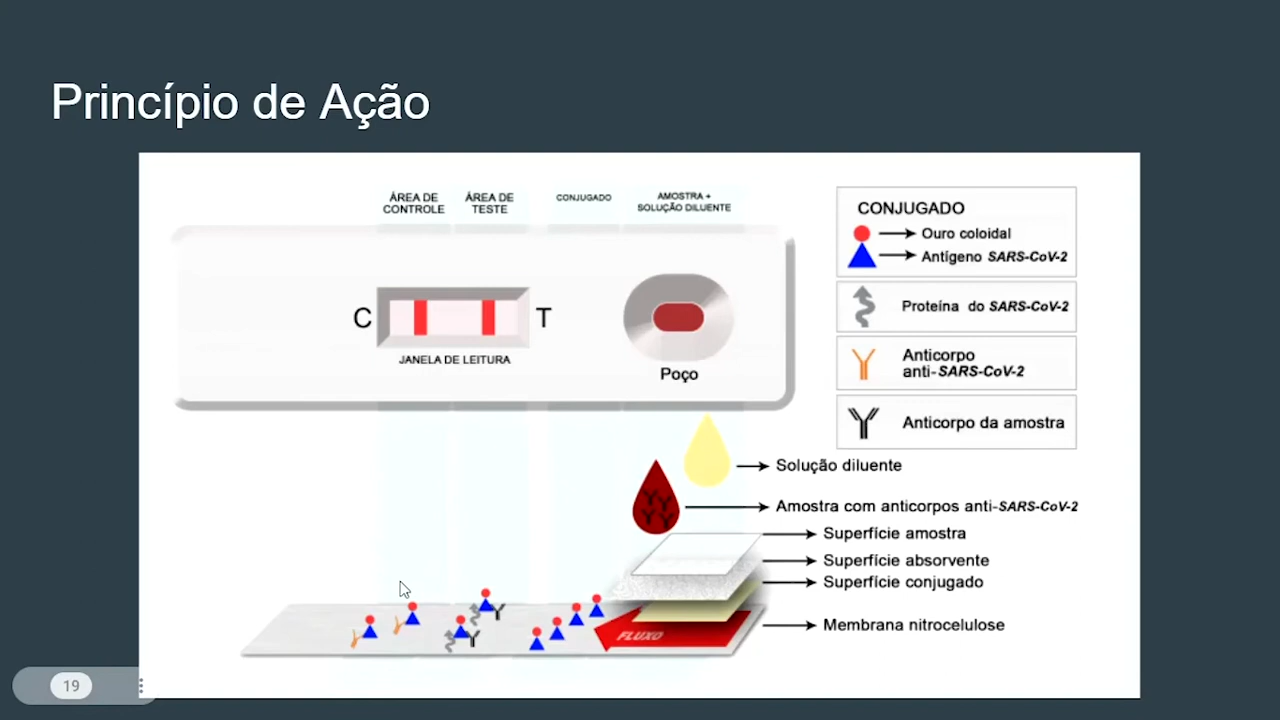 Princípio de Ação
ÁREA DE
CONTROLE
ÁREA DE
TESTE
CONJUGADO
AMOSTRA +
SOLUÇÃO DILUENTE
C
T
JANELA DE LEITURA
Poço
CONJUGADO
Ouro coloidal
Antígeno SARS-CoV-2
Proteína do SARS-CoV-2
Anticorpo
anti-SARS-CoV-2
Anticorpo da amostra
Solução diluente
Amostra com anticorpos anti-SARS-CoV-2
Superfície amostra
Superfície absorvente
Superfície conjugado
Membrana nitrocelulose
FLUXO
19